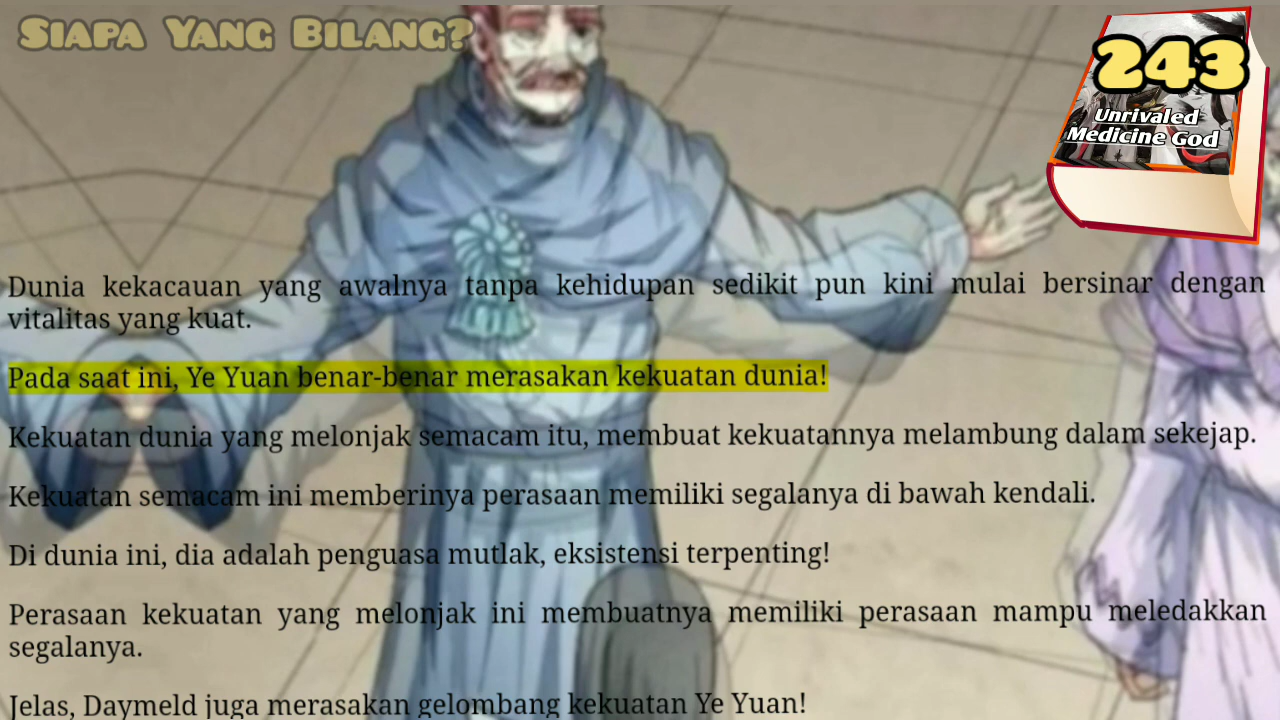 Siapa Yang Bilang?
243
Unrivaled
Medicine God
Dunia kekacauan yang awalnya tanpa kehidupan sedikit pun kini mulai bersinar dengan
vitalitas yang kuat.
Pada saat ini, Ye Yuan benar-benar merasakan kekuatan dunia!
Kekuatan dunia yang melonjak semacam itu, membuat kekuatannya melambung dalam sekejap.
Kekuatan semacam ini memberinya perasaan memiliki segalanya di bawah kendali.
Di dunia ini, dia adalah penguasa mutlak, eksistensi terpenting!
Perasaan kekuatan yang melonjak ini membuatnya memiliki perasaan mampu meledakkan
segalanya.
Jelas, Daymeld juga merasakan gelombang kekuatan Ye Yuan!